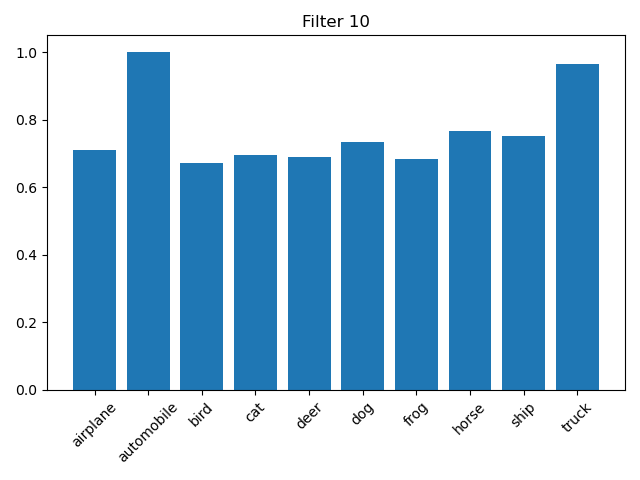 Filter 10
1.0
0.8
0.6
0.4
0.2
0.0
airplane
automobile
bird
cat
deer
dog
frog
horse
ship
truck